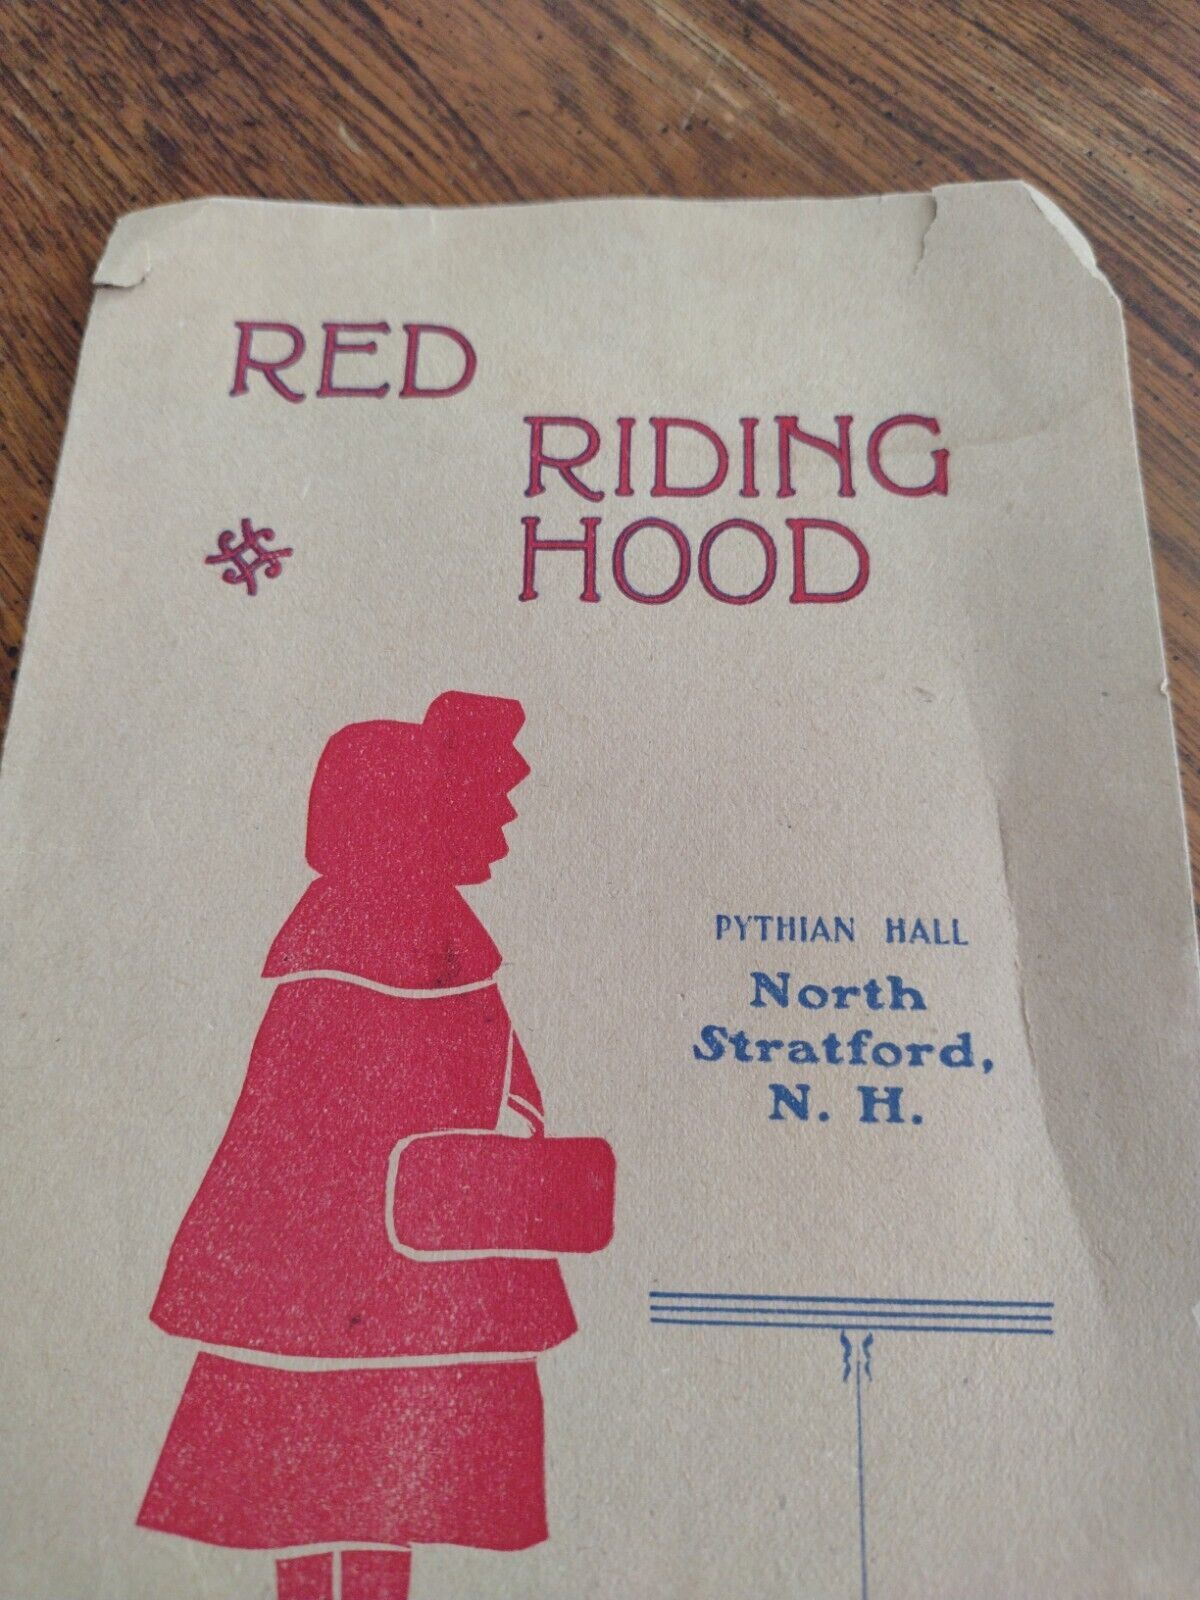 RED
RIDING
HOOD
PYTHIAN HALL
North
Stratford,
N. H.